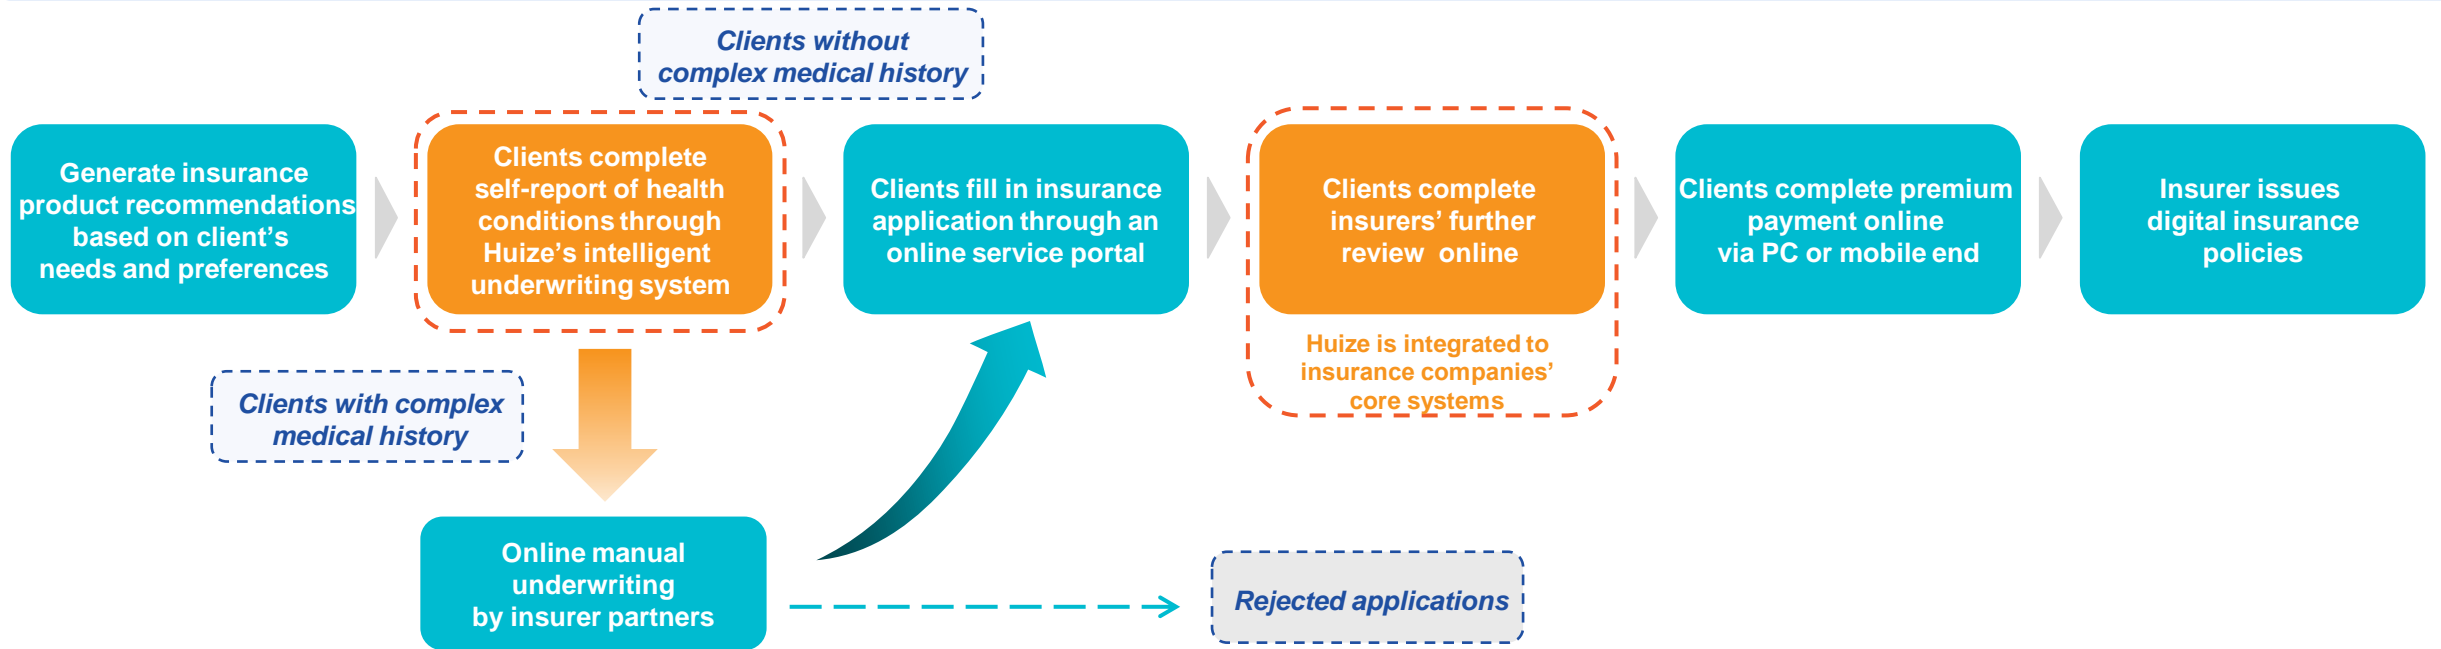 Clients without
complex medical history
Generate insurance
product recommendations
based on client’s
needs and preferences
Clients complete
self-report of health
conditions through
Huize’s intelligent
underwriting system
Clients fill in insurance
application through an
online service portal
Clients complete
insurers’ further
review online
Huize is integrated to
insurance companies’
core systems
Clients complete premium
payment online
via PC or mobile end
Insurer issues
digital insurance
policies
Clients with complex
medical history
Online manual
underwriting
by insurer partners
Rejected applications